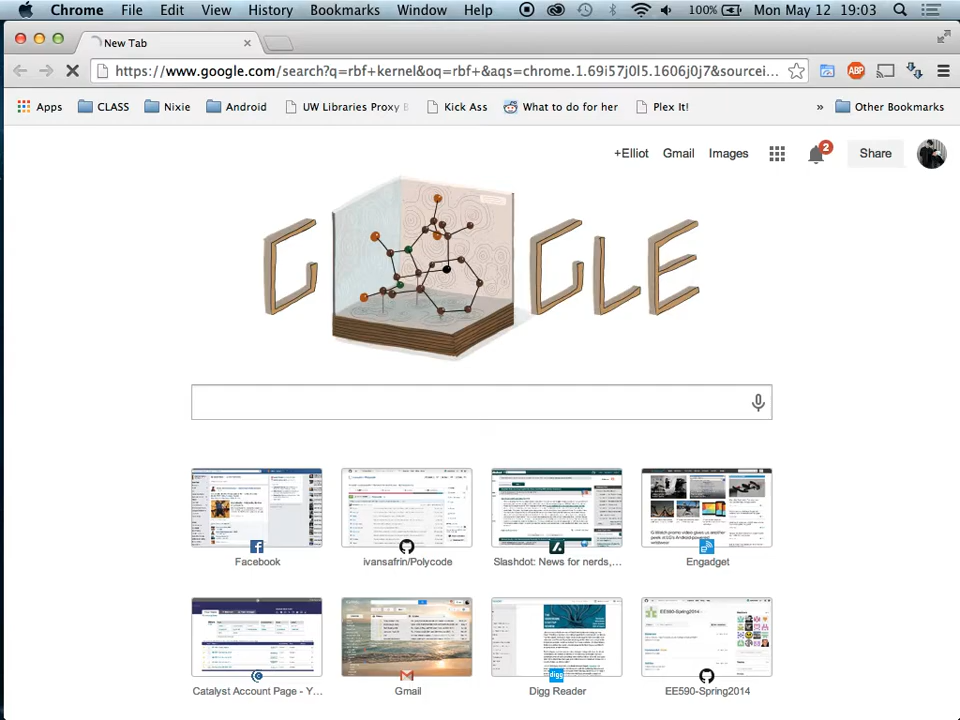 Chrome File Edit View History Bookmarks Window Help 100% Mon May 12 19:03
New Tab
https://www.google.com/search?q=rbf+kernel&oq=rbf+&aqs=chrome.1.69i57j0l5.1606j0j7&sourcei...
Apps CLASS Nixie Android UW Libraries Proxy Kick Ass What to do for her Plex It! » Other Bookmarks
+Elliot Gmail Images 2 Share
GOOGLE
Facebook ivansafrin/Polycode Slashdot: News for nerds,... Engadget
Catalyst Account Page - Y... Gmail Digg Reader EE590-Spring2014